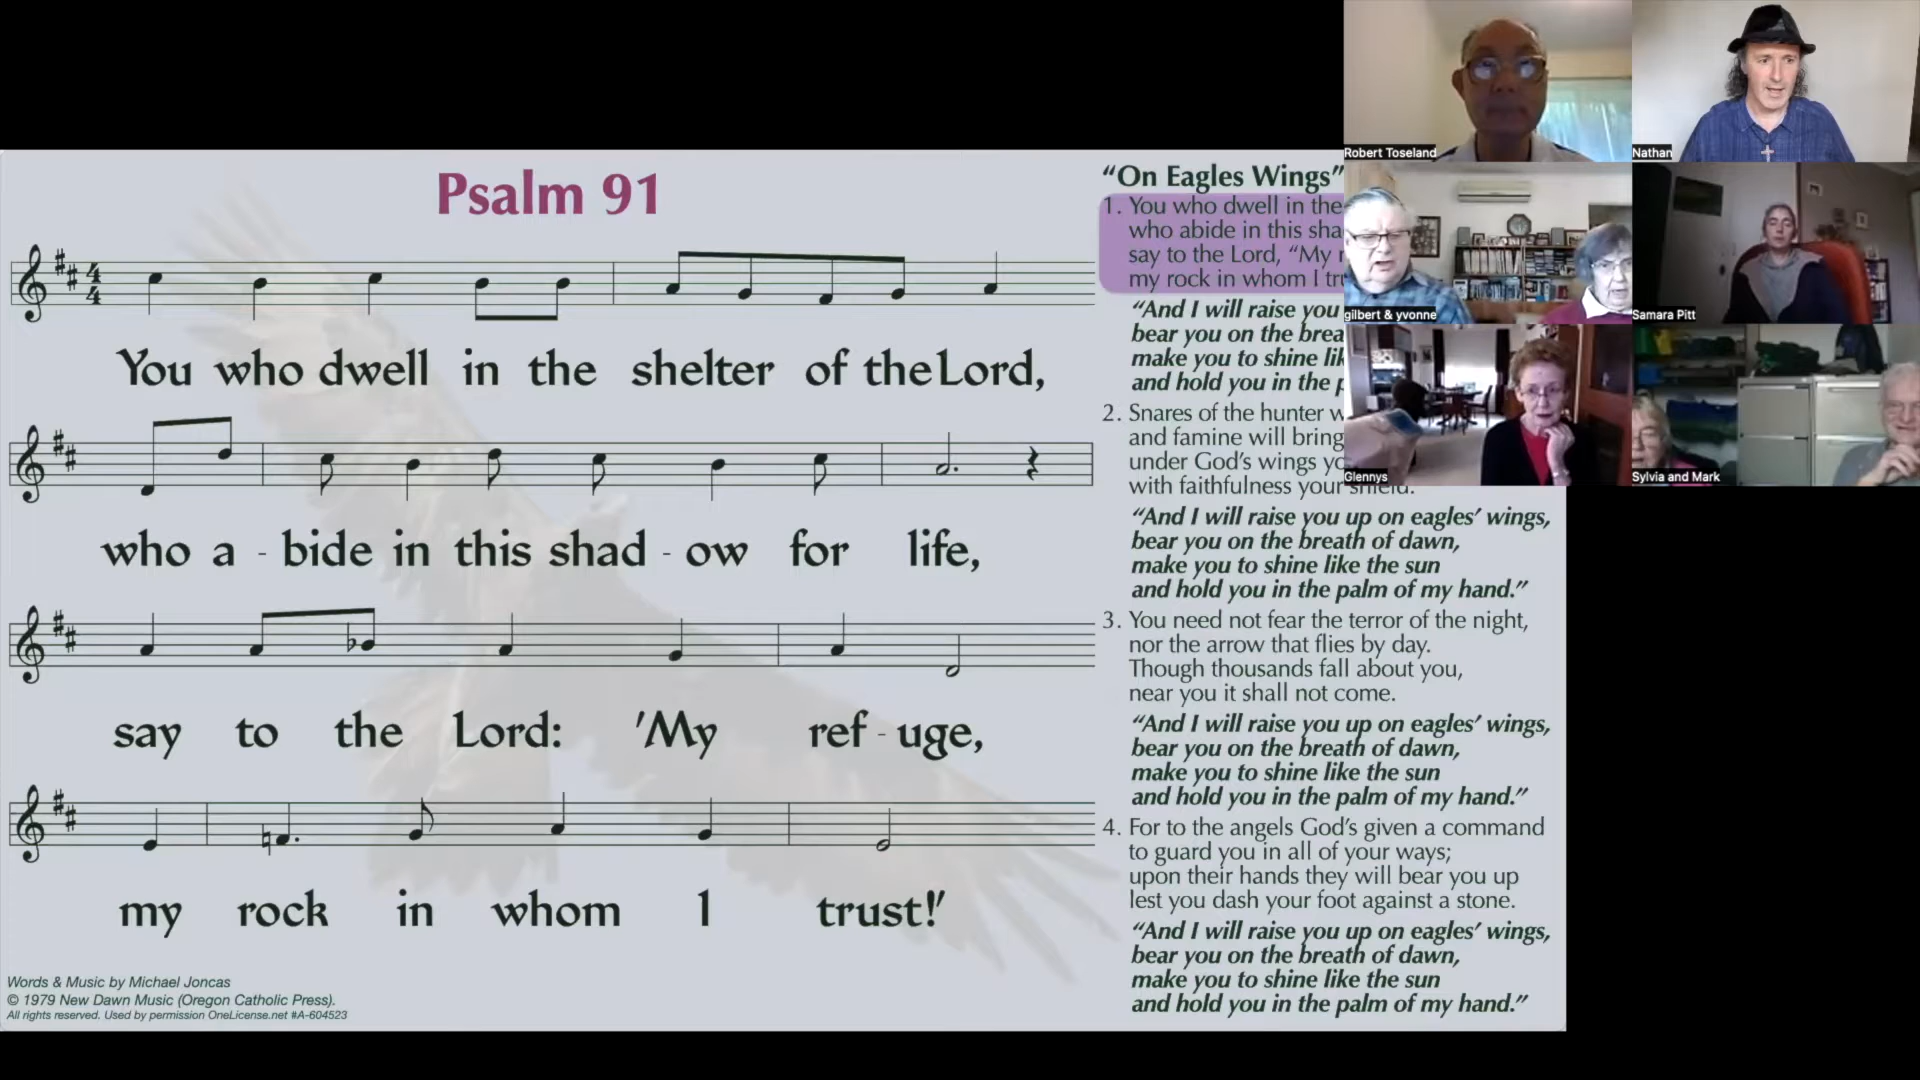 Psalm 91
4
4
You who dwell in the shelter of the Lord,
who a - bide in this shad - ow for life,
say to the Lord: 'My ref - uge,
my rock in whom I trust!'
Words & Music by Michael Joncas
© 1979 New Dawn Music (Oregon Catholic Press).
All rights reserved. Used by permission OneLicense.net #A-604523
“On Eagles Wings”
1. You who dwell in the
who abide in this
say to the Lord, “My
my rock in whom I
“And I will raise you
bear you on the
make you to shine
and hold you in the
2. Snares of the hunter
and famine will bring
under God’s wings
with faithfulness your shield.
“And I will raise you up on eagles’ wings,
bear you on the breath of dawn,
make you to shine like the sun
and hold you in the palm of my hand.”
3. You need not fear the terror of the night,
nor the arrow that flies by day.
Though thousands fall about you,
near you it shall not come.
“And I will raise you up on eagles’ wings,
bear you on the breath of dawn,
make you to shine like the sun
and hold you in the palm of my hand.”
4. For to the angels God’s given a command
to guard you in all of your ways;
upon their hands they will bear you up
lest you dash your foot against a stone.
“And I will raise you up on eagles’ wings,
bear you on the breath of dawn,
make you to shine like the sun
and hold you in the palm of my hand.”
Robert Toseland
Nathan
gilbert & yvonne
Samara Pitt
Glennys
Sylvia and Mark